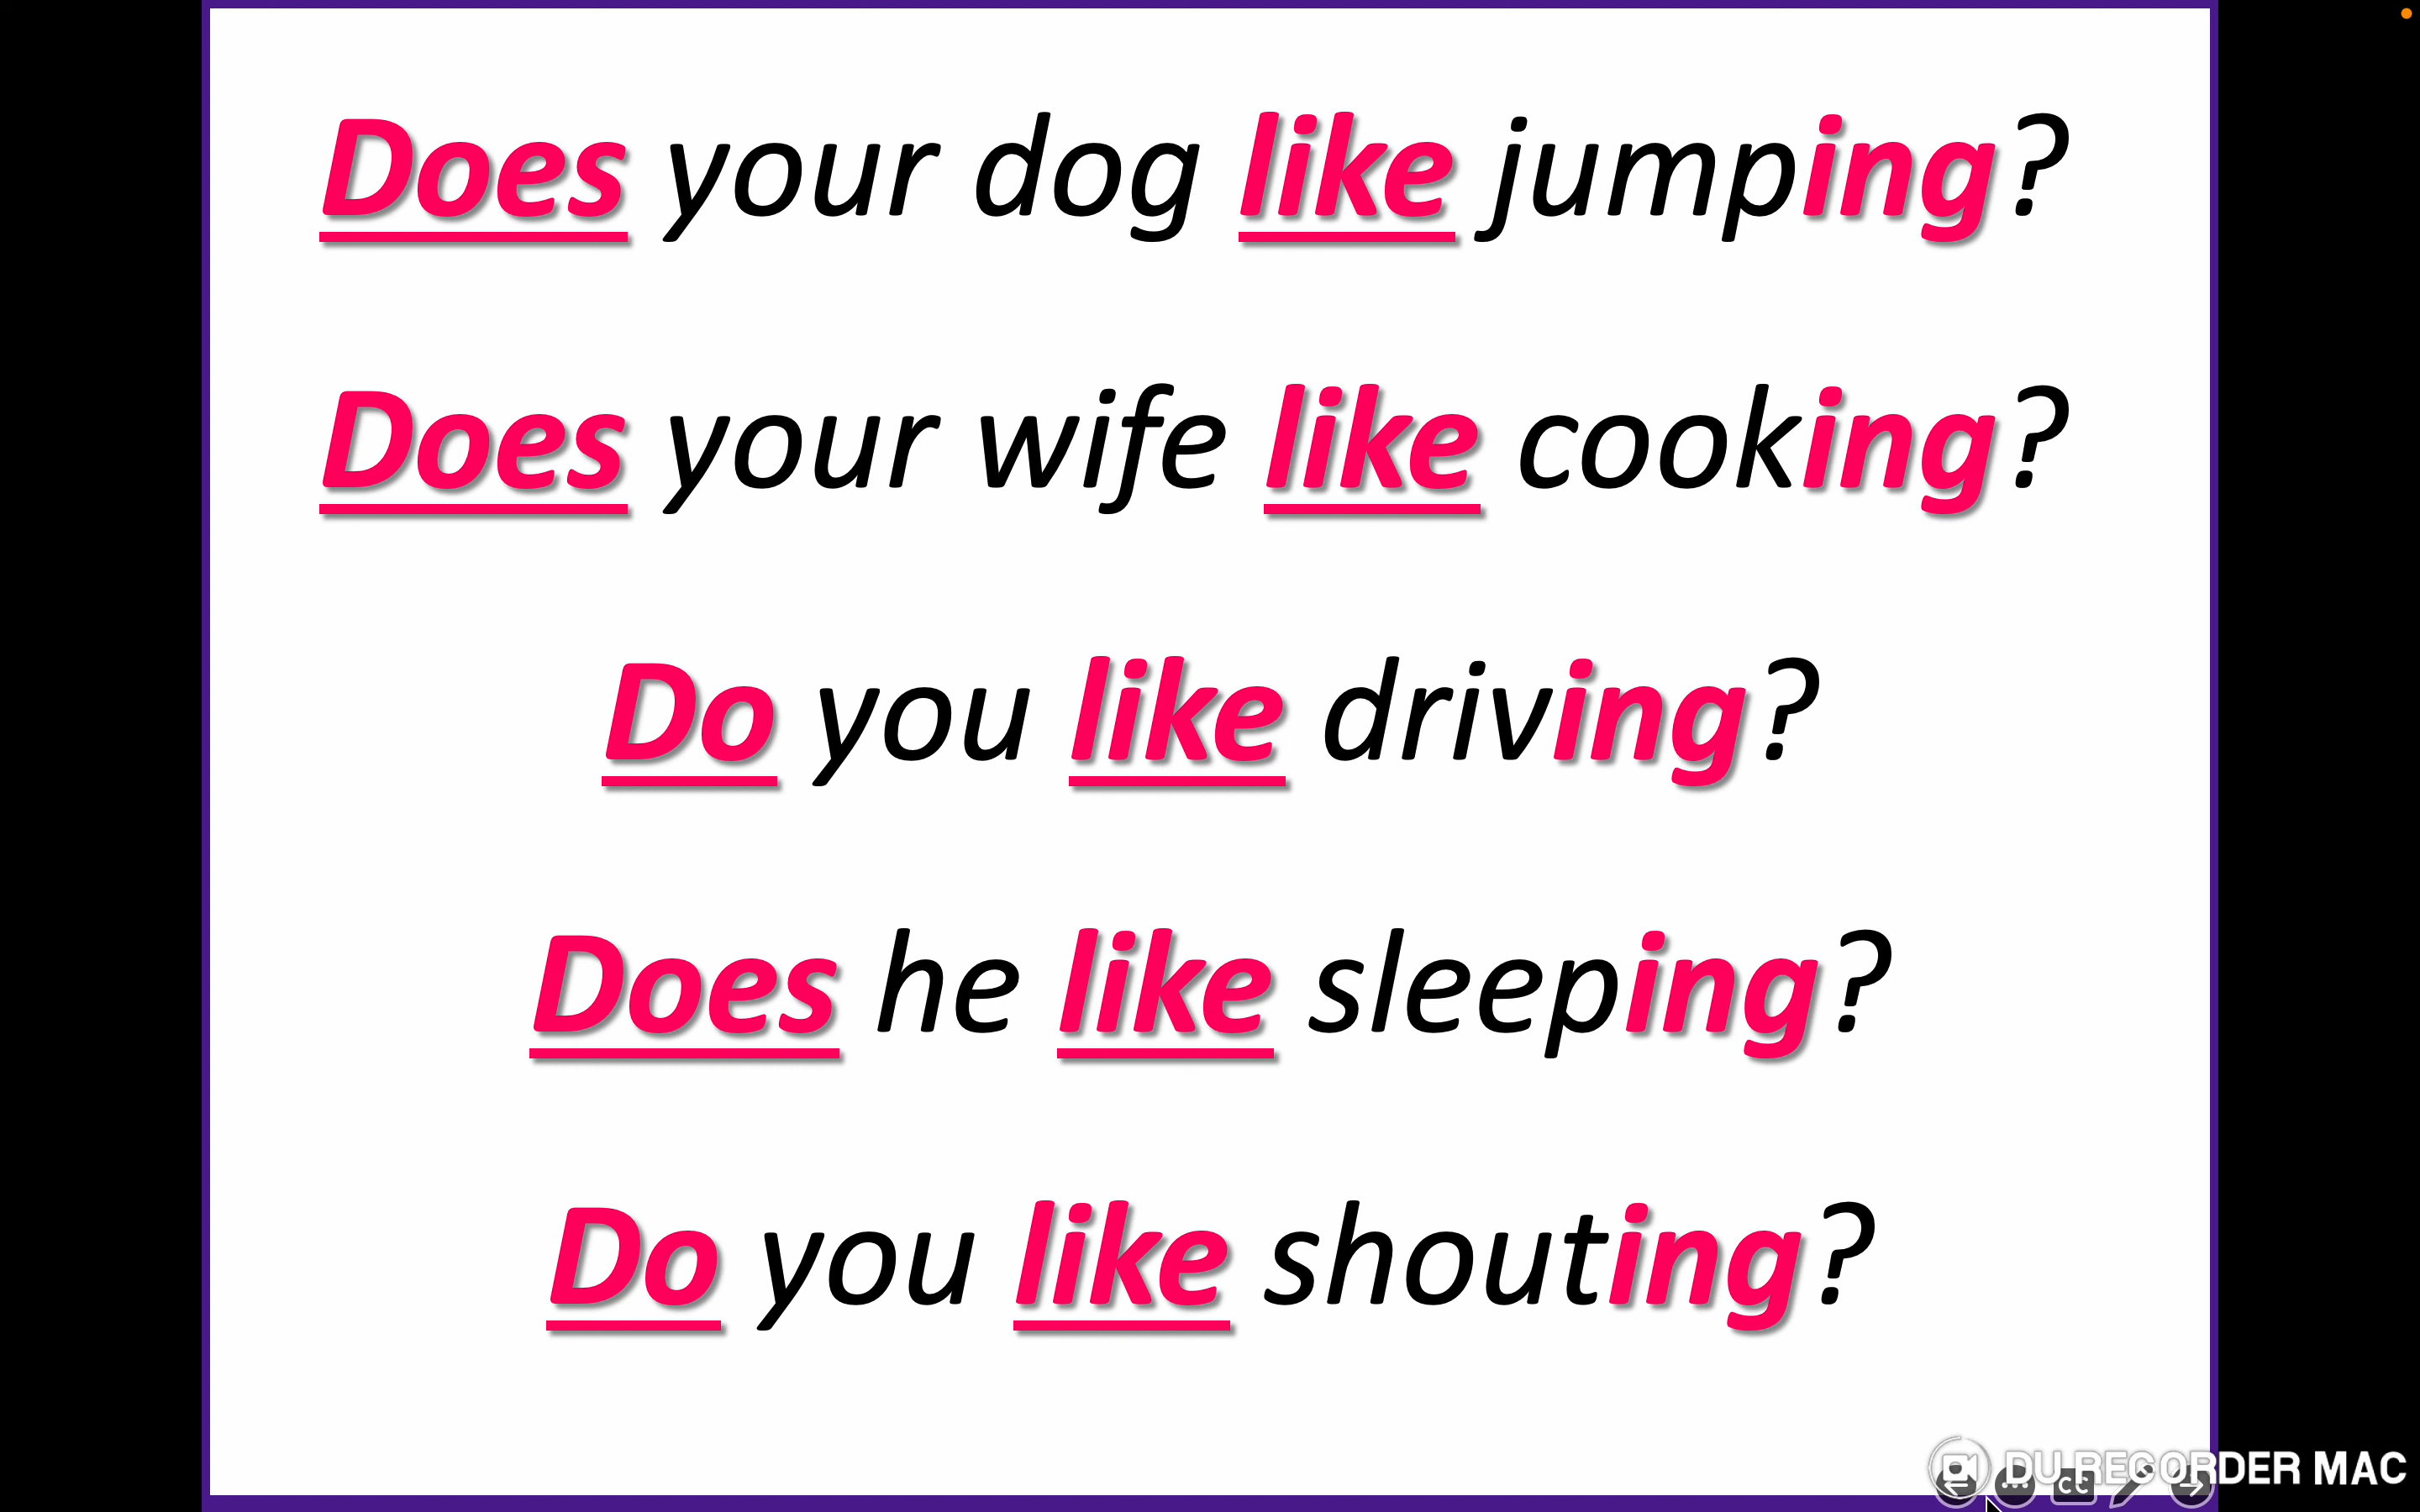 Does your dog like jumping?
Does your wife like cooking?
Do you like driving?
Does he like sleeping?
Do you like shouting?
DU RECORDER MAC
CC